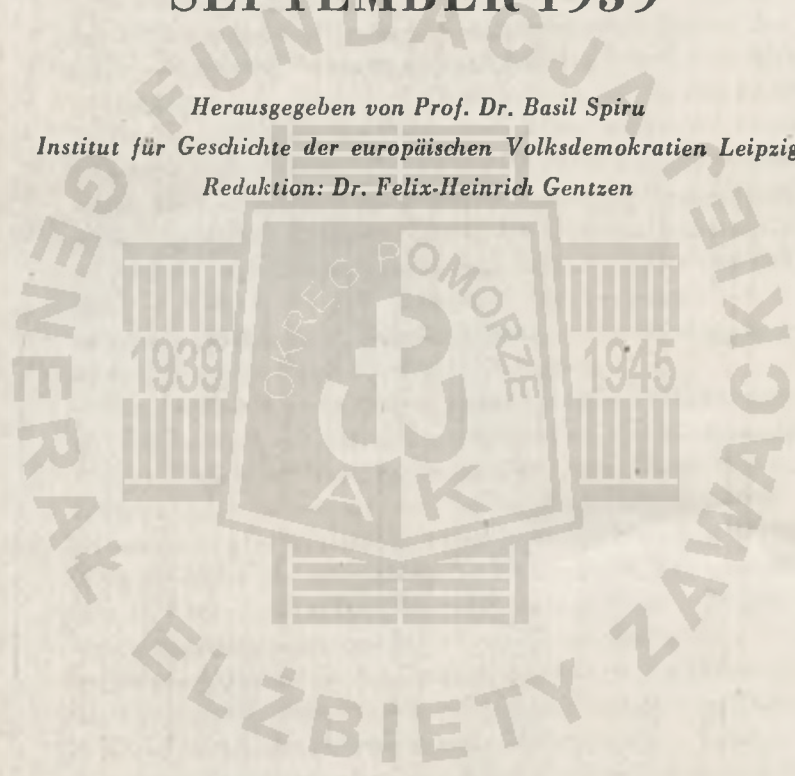 SEPTEMBER 1939
Herausgegeben von Prof. Dr. Basil Spiru
Institut für Geschichte der europäischen Volksdemokratien Leipzig
Redaktion: Dr. Felix-Heinrich Gentzen
FUNDACJA
GENERAŁ ELŻBIETY ZAWACKIEJ
OKRĘG POMORZE
1939
1945
AK